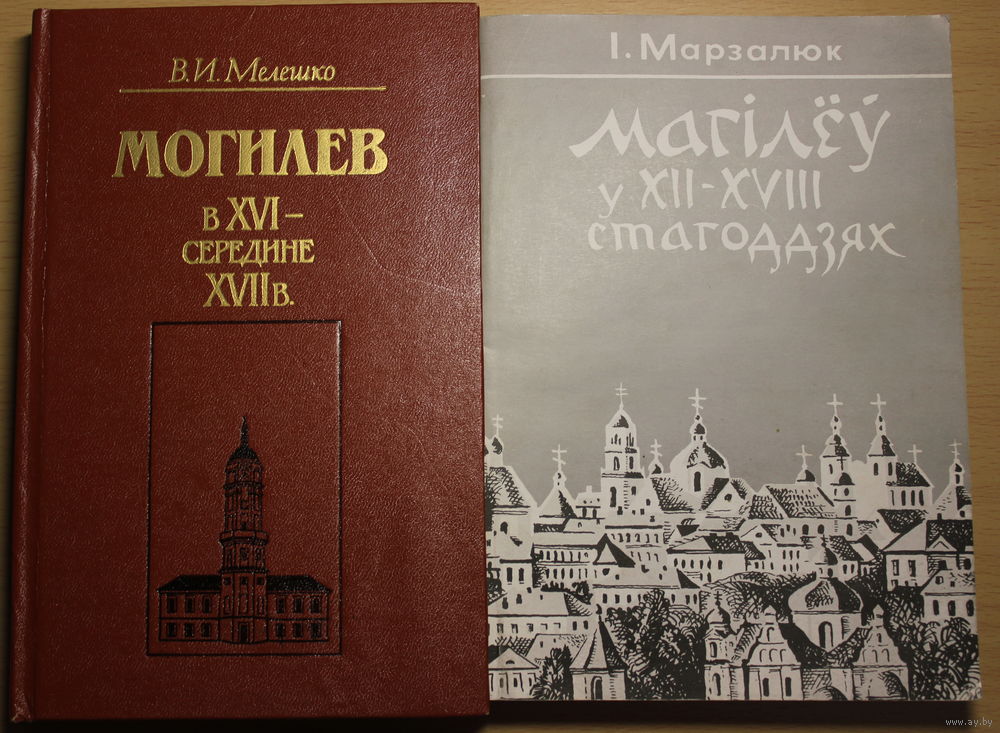 В.И. Мелешко
МОГИЛЕВ
в XVI –
СЕРЕДИНЕ
XVII в.
І. Марзалюк
Магілёў
у XII-XVIII
стагоддзях
www.ay.by